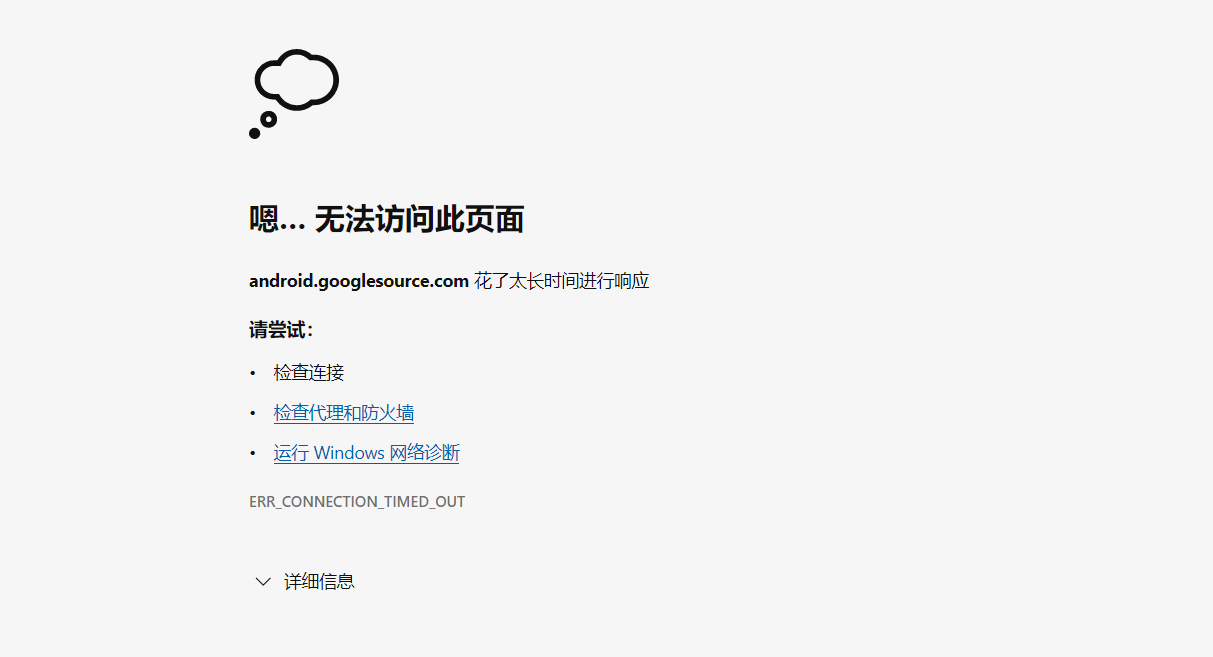 嗯… 无法访问此页面
android.googlesource.com 花了太长时间进行响应
请尝试：
• 检查连接
• 检查代理和防火墙
• 运行 Windows 网络诊断
ERR_CONNECTION_TIMED_OUT
详细信息